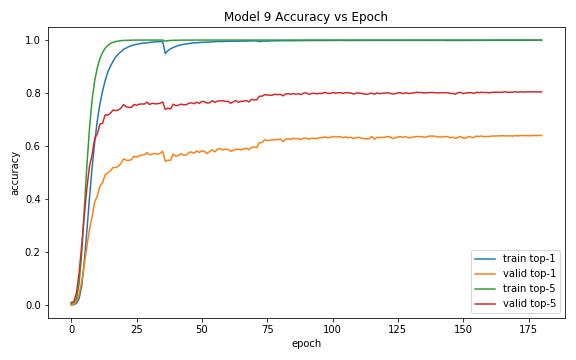 Model 9 Accuracy vs Epoch
accuracy
1.0
0.8
0.6
0.4
0.2
0.0
0
25
50
75
100
125
150
175
epoch
train top-1
valid top-1
train top-5
valid top-5